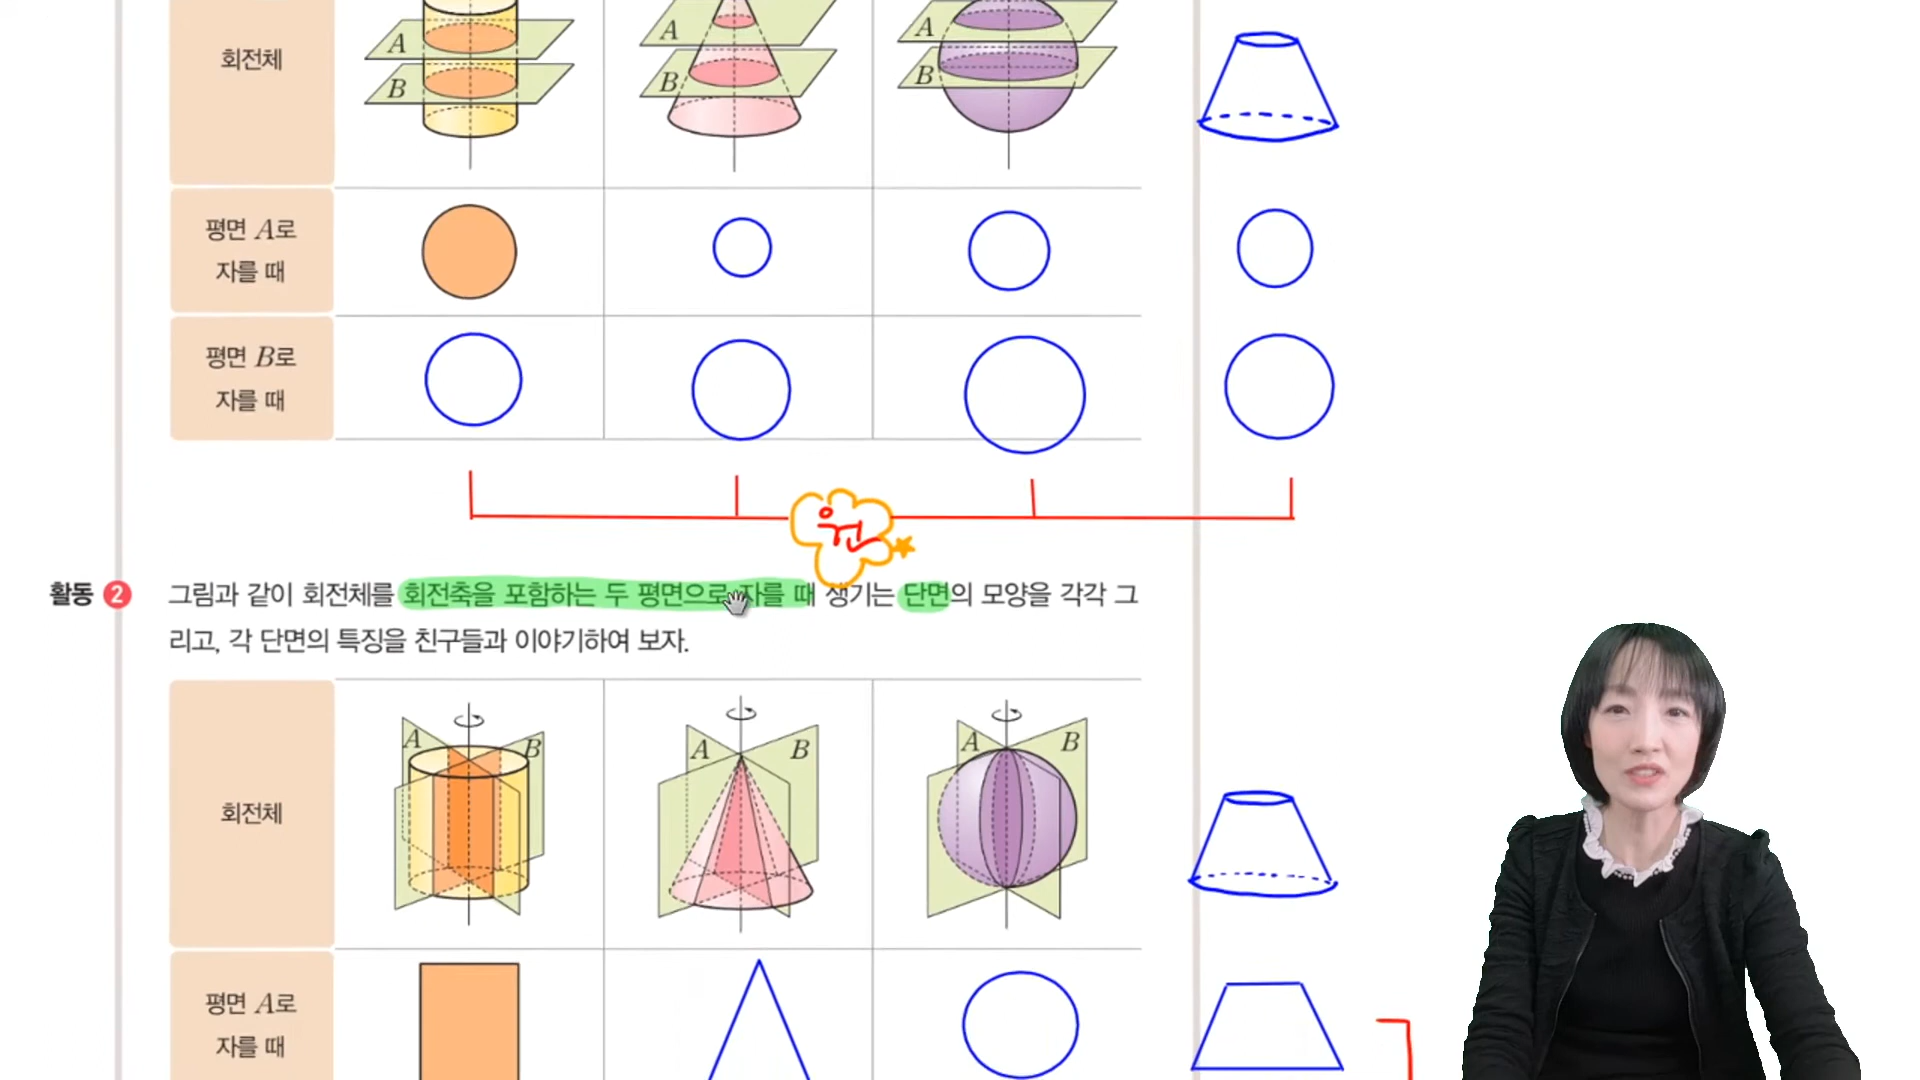 회전체
A
B
A
B
A
B
평면 A로
자를 때
평면 B로
자를 때
원
활동 2 그림과 같이 회전체를 회전축을 포함하는 두 평면으로 자를 때 생기는 단면의 모양을 각각 그
리고, 각 단면의 특징을 친구들과 이야기하여 보자.
회전체
A B
A B
A B
평면 A로
자를 때